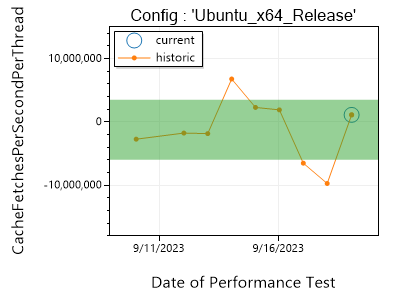 Config : 'Ubuntu_x64_Release'
current
historic
CacheFetchesPerSecondPerThread
10,000,000
0
-10,000,000
9/11/2023
9/16/2023
Date of Performance Test